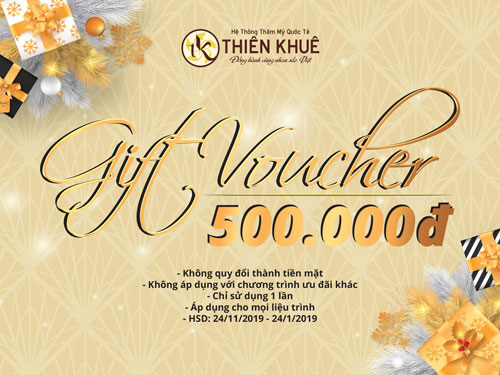 Hệ Thống Thẩm Mỹ Quốc Tế
THIÊN KHUÊ
Đồng hành cùng nhan sắc Việt
Gift Voucher
500.000đ
- Không quy đổi thành tiền mặt
- Không áp dụng với chương trình ưu đãi khác
- Chỉ sử dụng 1 lần
- Áp dụng cho mọi liệu trình
- HSD: 24/11/2019 - 24/1/2019